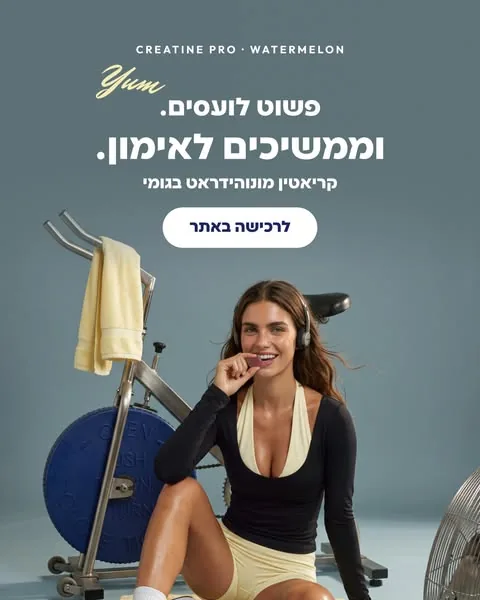 CREATINE PRO · WATERMELON
Yum
פשוט לועסים.
וממשיכים לאימון.
קריאטין מונוהידראט בגומי
לרכישה באתר